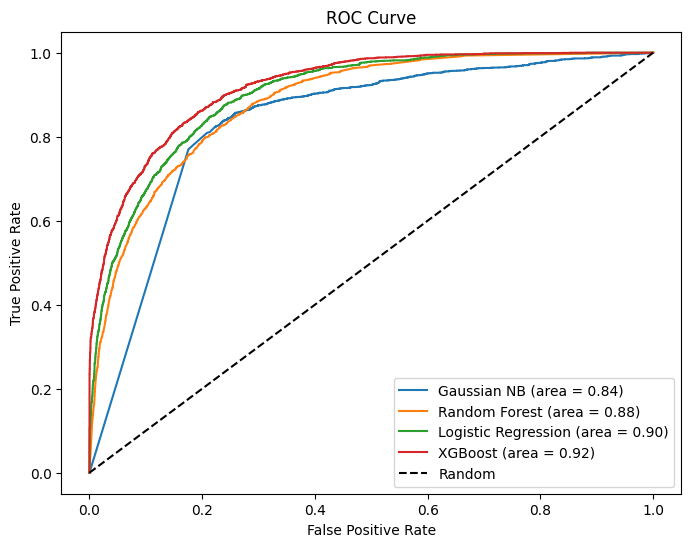 ROC Curve
True Positive Rate
1.0
0.8
0.6
0.4
0.2
0.0
0.0 0.2 0.4 0.6 0.8 1.0
False Positive Rate
Gaussian NB (area = 0.84)
Random Forest (area = 0.88)
Logistic Regression (area = 0.90)
XGBoost (area = 0.92)
Random